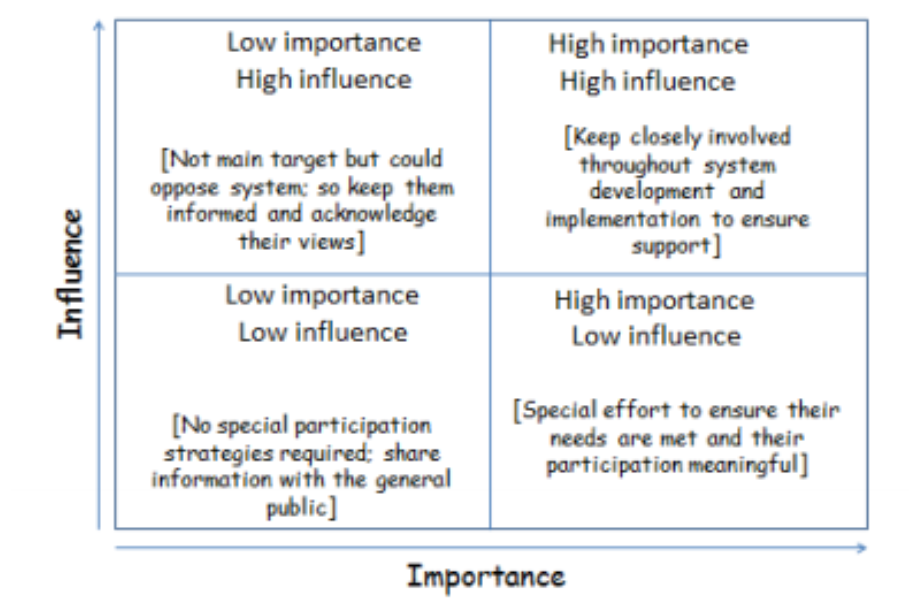 Low importance
High influence
[Not main target but could
oppose system; so keep them
informed and acknowledge
their views]
High importance
High influence
[Keep closely involved
throughout system
development and
implementation to ensure
support]
Influence
Low importance
Low influence
[No special participation
strategies required; share
information with the general
public]
High importance
Low influence
[Special effort to ensure their
needs are met and their
participation meaningful]
Importance